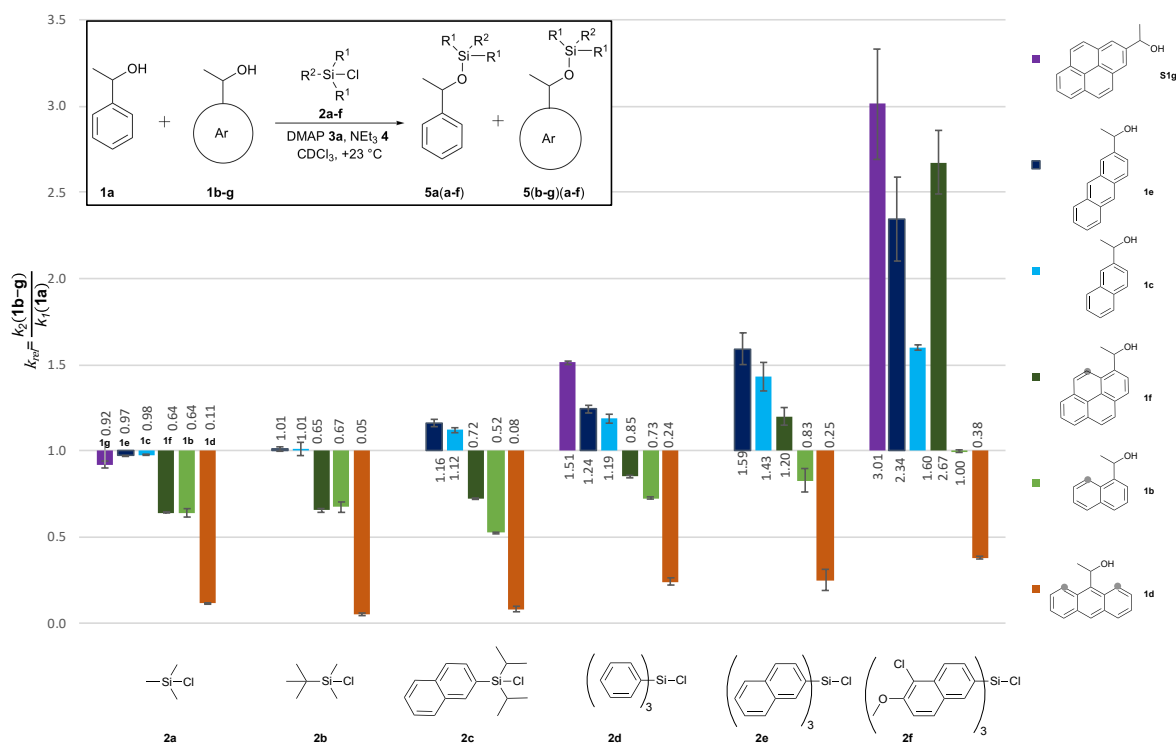 3.5
3.0
2.5
2.0
1.5
1.0
0.5
0.0
k_rel = k_2(1b–g) / k_1(1a)
OH
+
OH
Ar
R¹
R²
Si
Cl
R¹
2a-f
DMAP 3a, NEt₃ 4
CDCl₃, +23 °C
R¹
R²
Si
R¹
O
+
R¹
R²
Si
R¹
O
Ar
1a
1b-g
5a(a-f)
5(b-g)(a-f)
0.92
0.97
0.98
0.64
0.64
0.11
1g
1e
1c
1f
1b
1d
1.01
1.01
0.65
0.67
0.05
1.16
1.12
0.72
0.52
0.08
1.51
1.24
1.19
0.85
0.73
0.24
1.59
1.43
1.20
0.83
0.25
3.01
2.34
1.60
2.67
1.00
0.38
Si
Cl
2a
Si
Cl
2b
Si
Cl
2c
Si
Cl
3
2d
Si
Cl
3
2e
Cl
O
Si
Cl
3
2f
OH
S1g
OH
1e
OH
1c
OH
1f
OH
1b
OH
1d